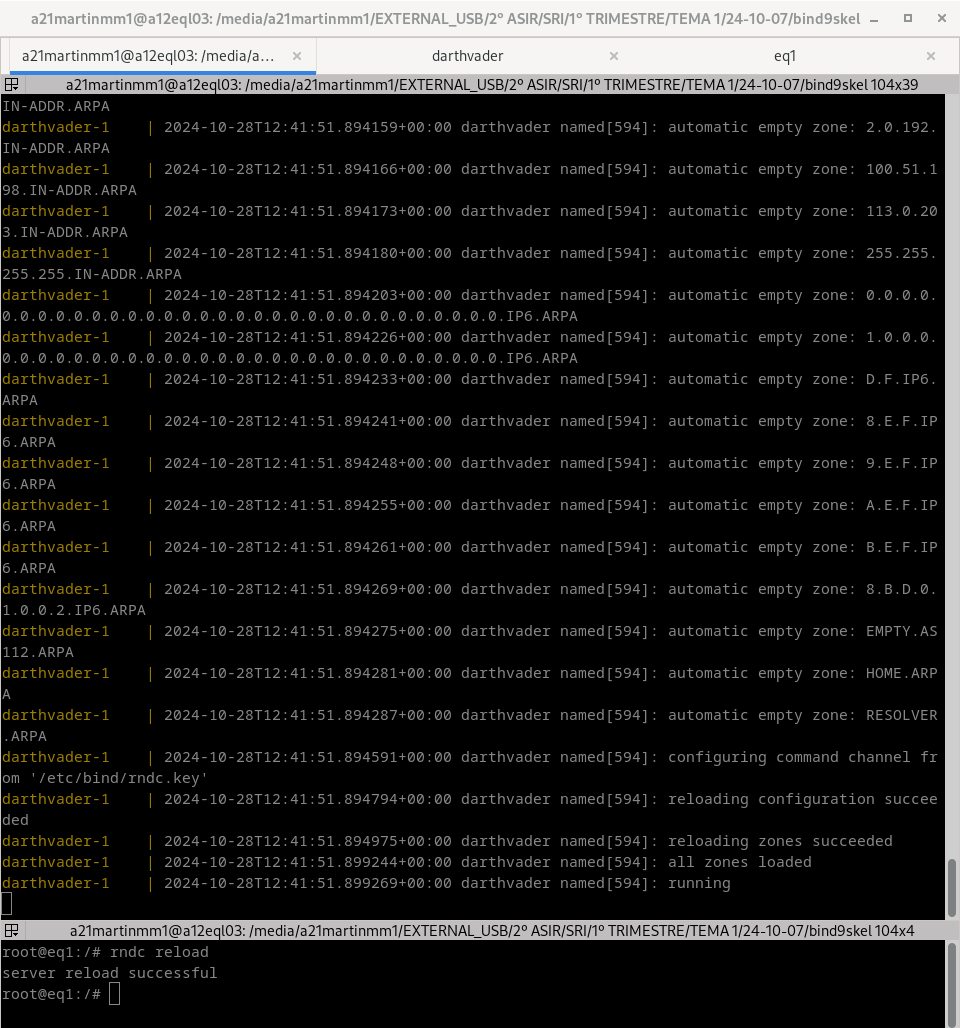 a21martinmm1@a12eql03: /media/a21martinmm1/EXTERNAL_USB/2º ASIR/SRI/1º TRIMESTRE/TEMA 1/24-10-07/bind9skel
a21martinmm1@a12eql03: /media/a...
darthvader
eq1
a21martinmm1@a12eql03: /media/a21martinmm1/EXTERNAL_USB/2º ASIR/SRI/1º TRIMESTRE/TEMA 1/24-10-07/bind9skel 104x39
IN-ADDR.ARPA
darthvader-1    | 2024-10-28T12:41:51.894159+00:00 darthvader named[594]: automatic empty zone: 2.0.192.
IN-ADDR.ARPA
darthvader-1    | 2024-10-28T12:41:51.894166+00:00 darthvader named[594]: automatic empty zone: 100.51.1
98.IN-ADDR.ARPA
darthvader-1    | 2024-10-28T12:41:51.894173+00:00 darthvader named[594]: automatic empty zone: 113.0.20
3.IN-ADDR.ARPA
darthvader-1    | 2024-10-28T12:41:51.894180+00:00 darthvader named[594]: automatic empty zone: 255.255.
255.255.IN-ADDR.ARPA
darthvader-1    | 2024-10-28T12:41:51.894203+00:00 darthvader named[594]: automatic empty zone: 0.0.0.0.
0.0.0.0.0.0.0.0.0.0.0.0.0.0.0.0.0.0.0.0.0.0.0.0.0.0.0.0.IP6.ARPA
darthvader-1    | 2024-10-28T12:41:51.894226+00:00 darthvader named[594]: automatic empty zone: 1.0.0.0.
0.0.0.0.0.0.0.0.0.0.0.0.0.0.0.0.0.0.0.0.0.0.0.0.0.0.0.0.IP6.ARPA
darthvader-1    | 2024-10-28T12:41:51.894233+00:00 darthvader named[594]: automatic empty zone: D.F.IP6.
ARPA
darthvader-1    | 2024-10-28T12:41:51.894241+00:00 darthvader named[594]: automatic empty zone: 8.E.F.IP
6.ARPA
darthvader-1    | 2024-10-28T12:41:51.894248+00:00 darthvader named[594]: automatic empty zone: 9.E.F.IP
6.ARPA
darthvader-1    | 2024-10-28T12:41:51.894255+00:00 darthvader named[594]: automatic empty zone: A.E.F.IP
6.ARPA
darthvader-1    | 2024-10-28T12:41:51.894261+00:00 darthvader named[594]: automatic empty zone: B.E.F.IP
6.ARPA
darthvader-1    | 2024-10-28T12:41:51.894269+00:00 darthvader named[594]: automatic empty zone: 8.B.D.0.
1.0.0.2.IP6.ARPA
darthvader-1    | 2024-10-28T12:41:51.894275+00:00 darthvader named[594]: automatic empty zone: EMPTY.AS
112.ARPA
darthvader-1    | 2024-10-28T12:41:51.894281+00:00 darthvader named[594]: automatic empty zone: HOME.ARP
A
darthvader-1    | 2024-10-28T12:41:51.894287+00:00 darthvader named[594]: automatic empty zone: RESOLVER
.ARPA
darthvader-1    | 2024-10-28T12:41:51.894591+00:00 darthvader named[594]: configuring command channel fr
om '/etc/bind/rndc.key'
darthvader-1    | 2024-10-28T12:41:51.894794+00:00 darthvader named[594]: reloading configuration succee
ded
darthvader-1    | 2024-10-28T12:41:51.894975+00:00 darthvader named[594]: reloading zones succeeded
darthvader-1    | 2024-10-28T12:41:51.899244+00:00 darthvader named[594]: all zones loaded
darthvader-1    | 2024-10-28T12:41:51.899269+00:00 darthvader named[594]: running
a21martinmm1@a12eql03: /media/a21martinmm1/EXTERNAL_USB/2º ASIR/SRI/1º TRIMESTRE/TEMA 1/24-10-07/bind9skel 104x4
root@eq1:/# rndc reload
server reload successful
root@eq1:/#